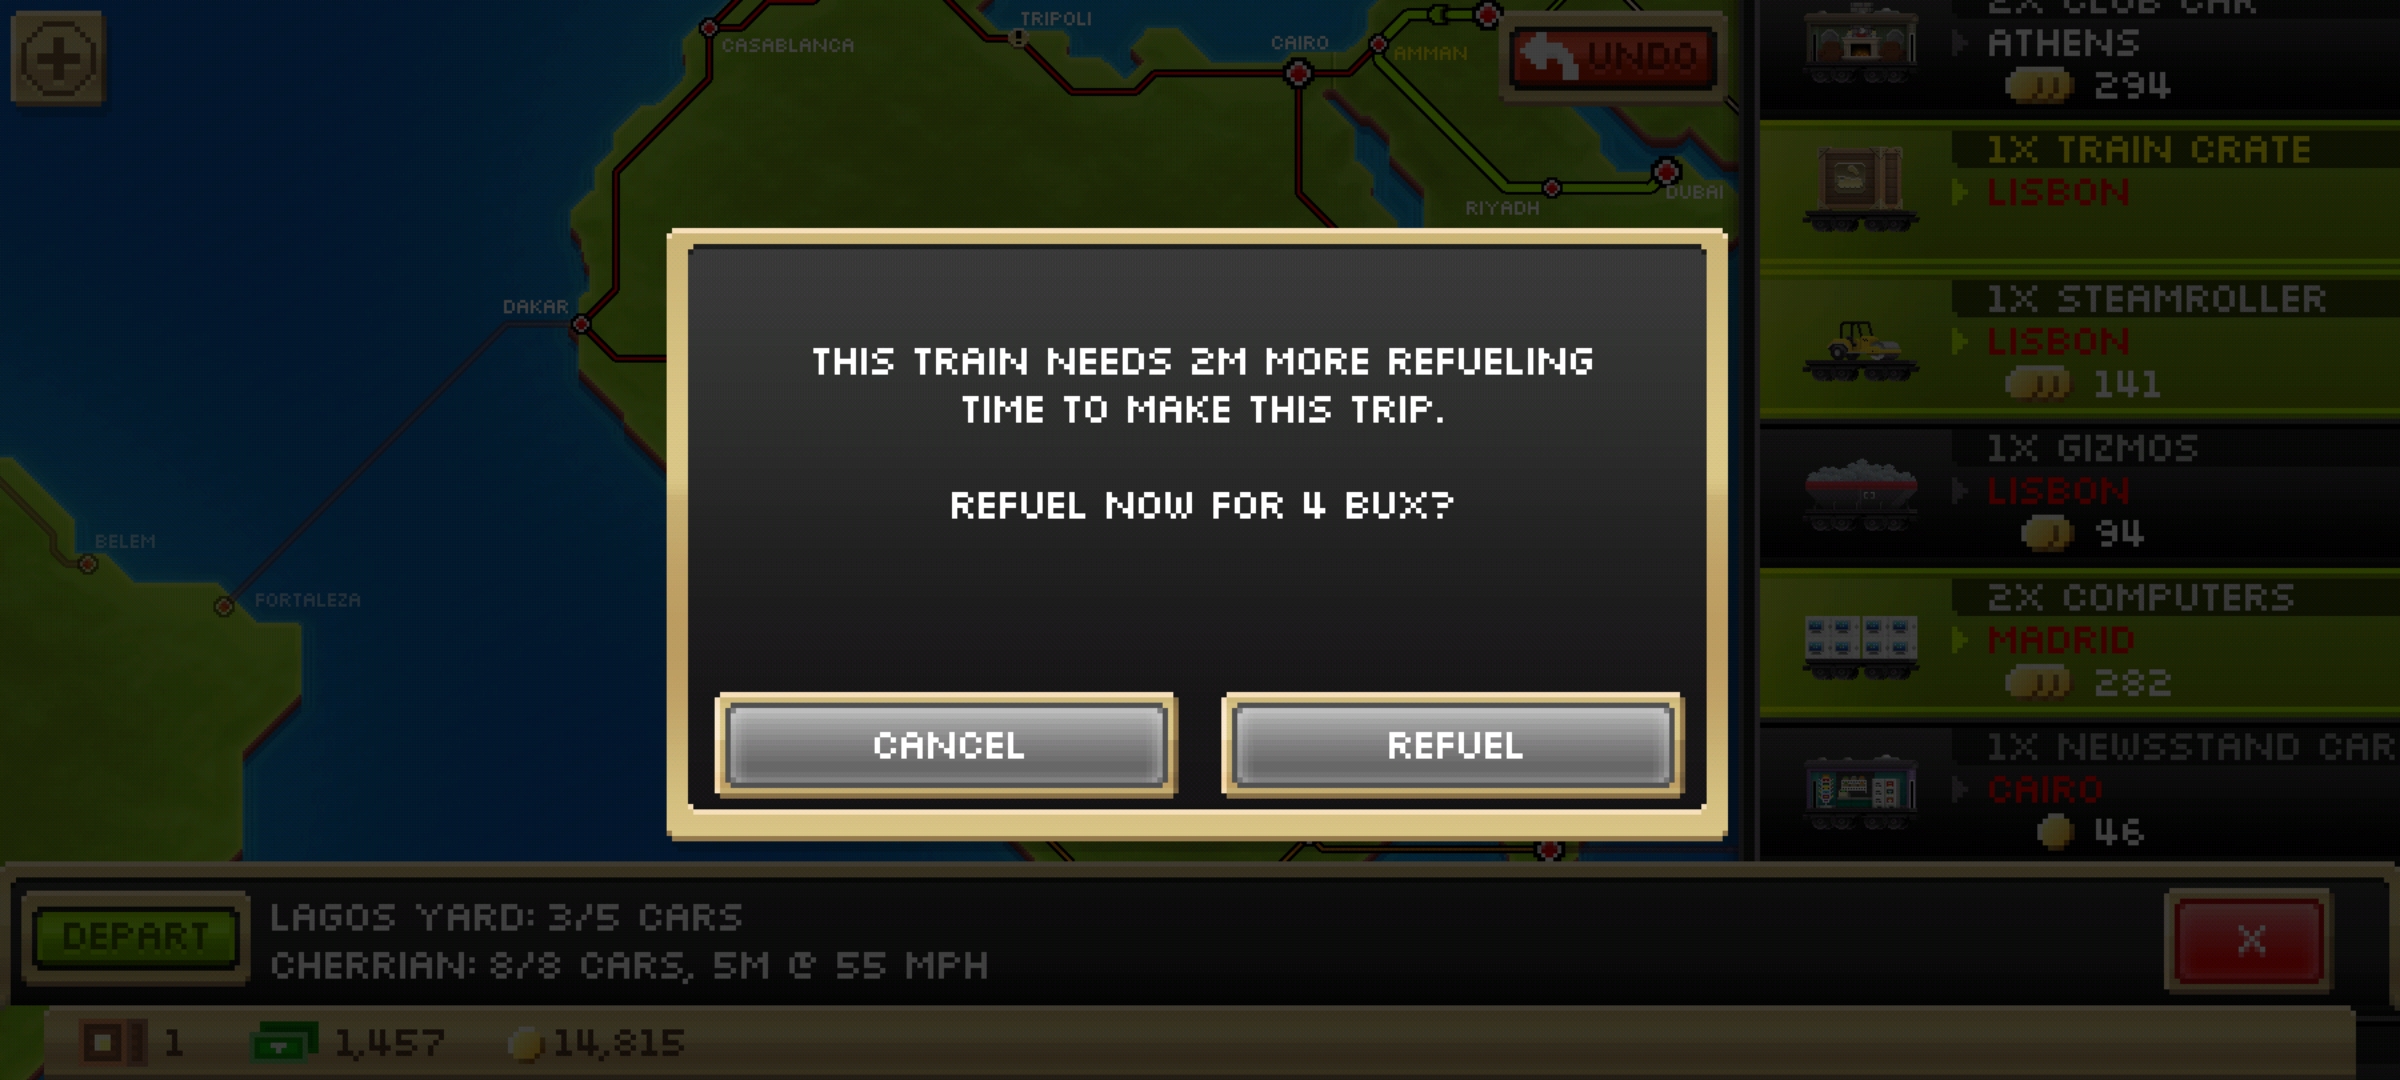 TRIPOLI
CASABLANCA
CAIRO
AMMAN
UNDO
RIYADH
DUBAI
DAKAR
BELEM
FORTALEZA
2X CLUB CAR
ATHENS
294
1X TRAIN CRATE
LISBON
1X STEAMROLLER
LISBON
141
1X GIZMOS
LISBON
94
2X COMPUTERS
MADRID
282
1X NEWSSTAND CAR
CAIRO
46
THIS TRAIN NEEDS 2M MORE REFUELING
TIME TO MAKE THIS TRIP.
REFUEL NOW FOR 4 BUX?
CANCEL
REFUEL
DEPART
LAGOS YARD: 3/5 CARS
CHERRIAN: 8/8 CARS, 5M @ 55 MPH
X
1
1,457
14,815